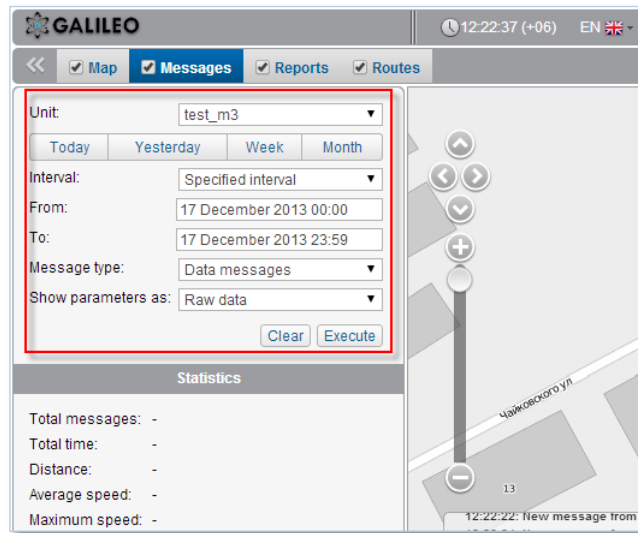 GALILEO
12:22:37 (+06) EN
Map Messages Reports Routes
Unit: test_m3
Today Yesterday Week Month
Interval: Specified interval
From: 17 December 2013 00:00
To: 17 December 2013 23:59
Message type: Data messages
Show parameters as: Raw data
Clear Execute
Statistics
Total messages: -
Total time: -
Distance: -
Average speed: -
Maximum speed: -
Чайковского ул
13
12:22:22: New message from